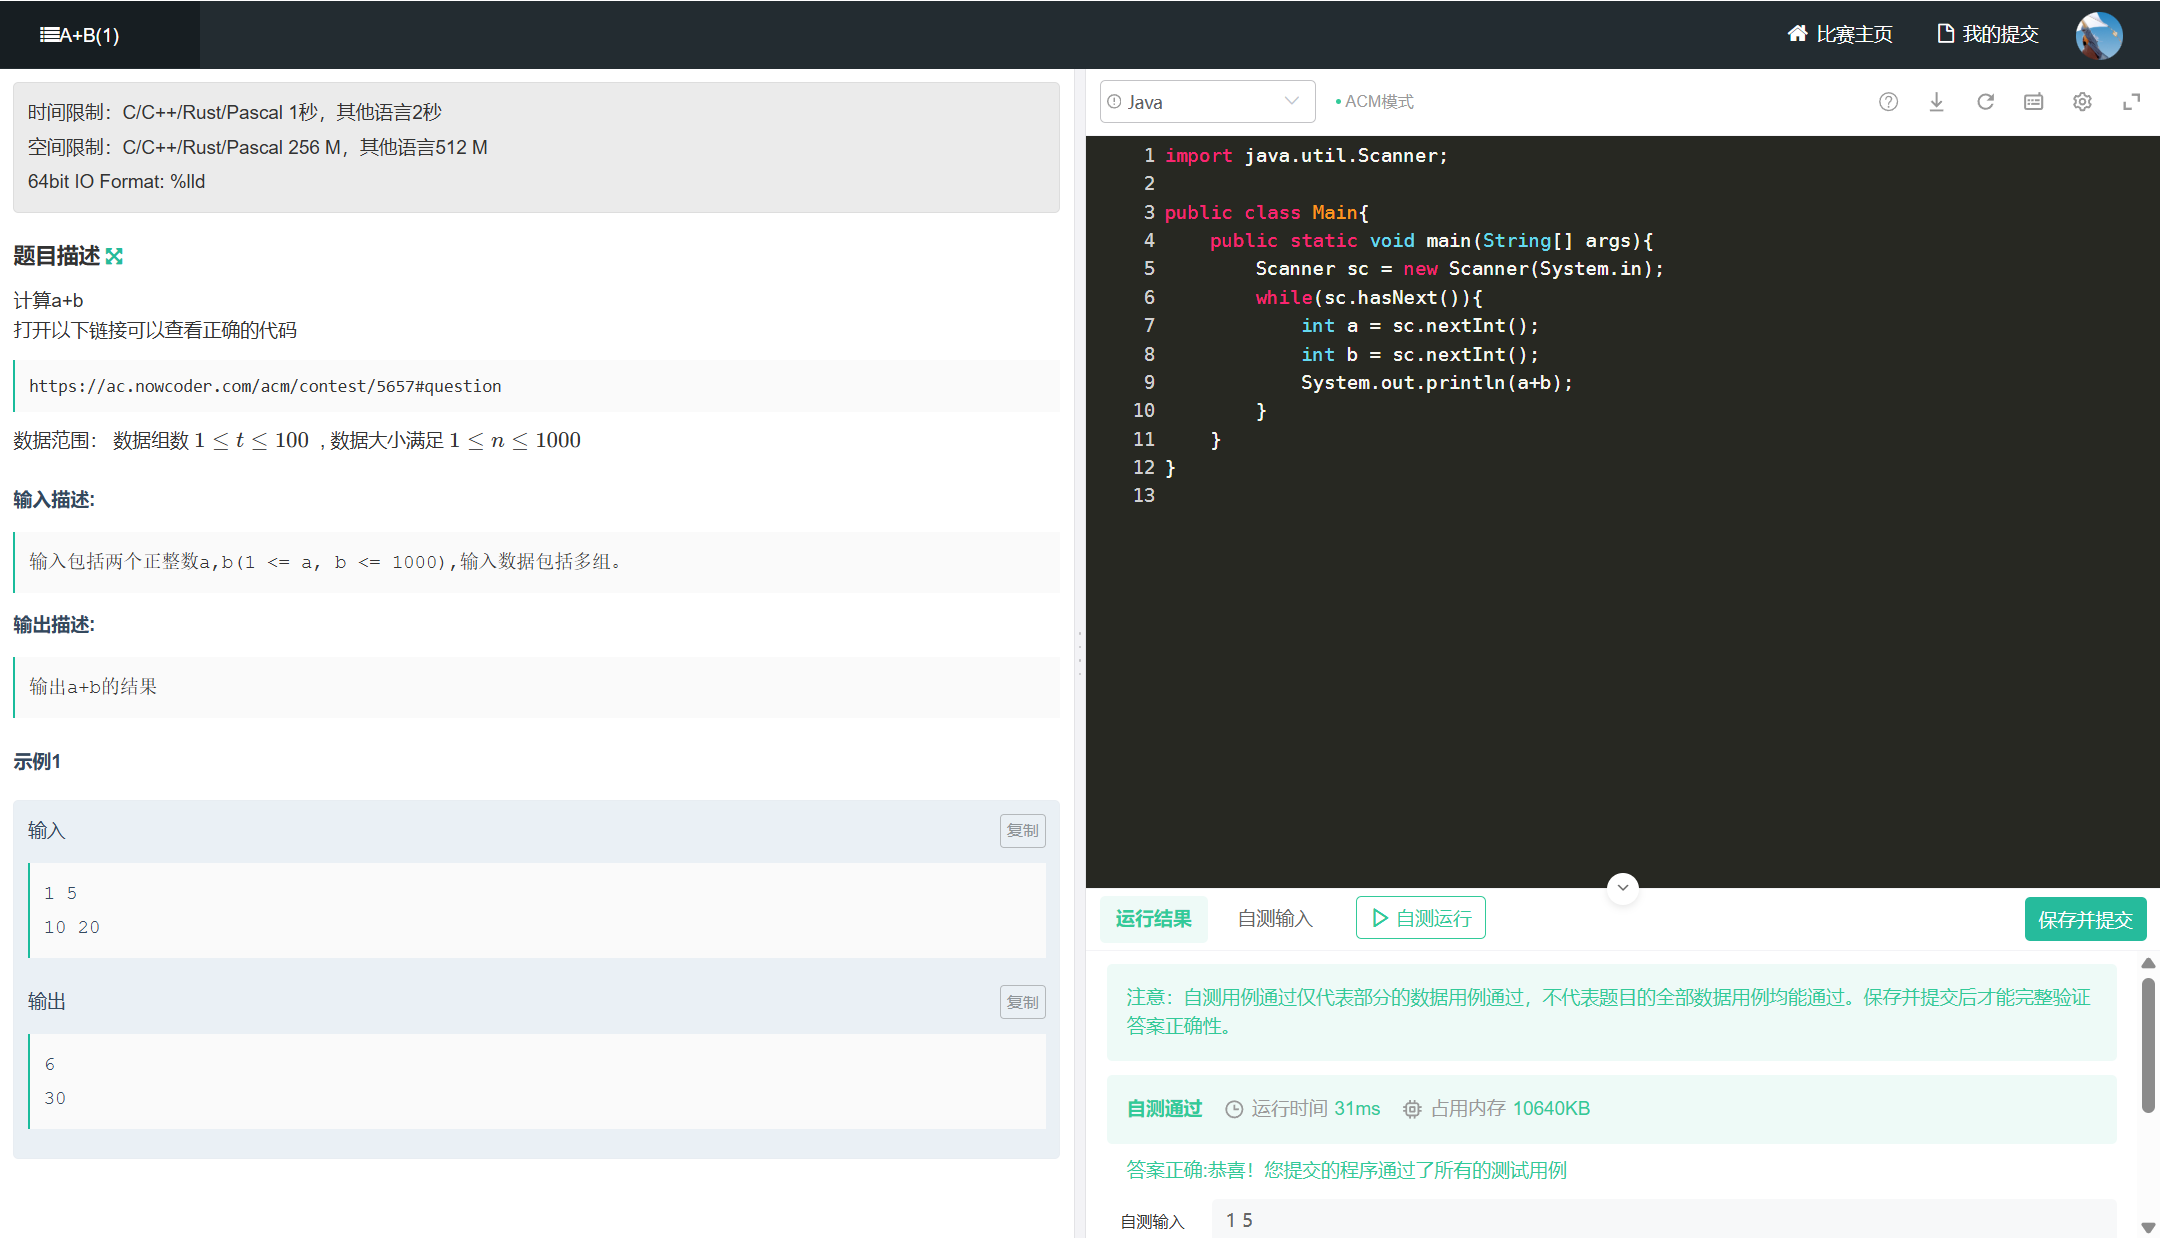 A+B(1)
比赛主页
我的提交
时间限制：C/C++/Rust/Pascal 1秒，其他语言2秒
空间限制：C/C++/Rust/Pascal 256 M，其他语言512 M
64bit IO Format: %lld
题目描述
计算a+b
打开以下链接可以查看正确的代码
https://ac.nowcoder.com/acm/contest/5657#question
数据范围： 数据组数 1 ≤ t ≤ 100 , 数据大小满足 1 ≤ n ≤ 1000
输入描述:
输入包括两个正整数a,b(1 <= a, b <= 1000),输入数据包括多组。
输出描述:
输出a+b的结果
示例1
输入
复制
1 5
10 20
输出
复制
6
30
Java
ACM模式
1 import java.util.Scanner;
2
3 public class Main{
4     public static void main(String[] args){
5         Scanner sc = new Scanner(System.in);
6         while(sc.hasNext()){
7             int a = sc.nextInt();
8             int b = sc.nextInt();
9             System.out.println(a+b);
10         }
11     }
12 }
13
运行结果
自测输入
自测运行
保存并提交
注意：自测用例通过仅代表部分的数据用例通过，不代表题目的全部数据用例均能通过。保存并提交后才能完整验证
答案正确性。
自测通过 运行时间 31ms 占用内存 10640KB
答案正确:恭喜！您提交的程序通过了所有的测试用例
自测输入 1 5